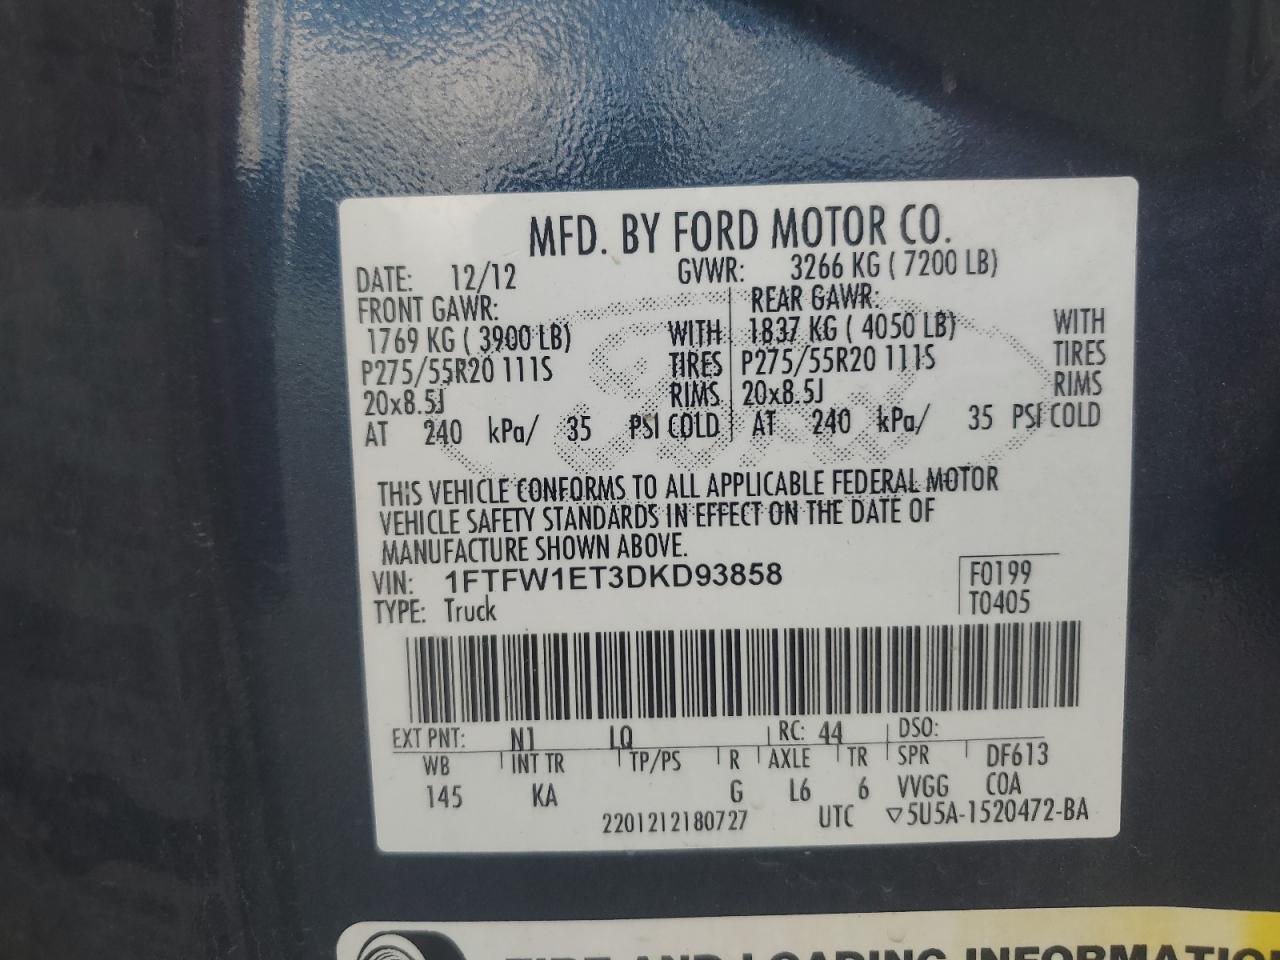 MFD. BY FORD MOTOR CO.
DATE: 12/12 GVWR: 3266 KG ( 7200 LB)
FRONT GAWR: REAR GAWR:
1769 KG ( 3900 LB) WITH 1837 KG ( 4050 LB) WITH
P275/55R20 111S TIRES P275/55R20 111S TIRES
20x8.5J RIMS 20x8.5J RIMS
AT 240 kPa/ 35 PSI COLD AT 240 kPa/ 35 PSI COLD
THIS VEHICLE CONFORMS TO ALL APPLICABLE FEDERAL MOTOR
VEHICLE SAFETY STANDARDS IN EFFECT ON THE DATE OF
MANUFACTURE SHOWN ABOVE.
VIN: 1FTFW1ET3DKD93858 F0199
TYPE: Truck T0405
EXT PNT: N1 LQ RC: 44 DSO:
WB INT TR TP/PS R AXLE TR SPR DF613
145 KA G L6 6 VVGG COA
2201212180727 UTC ▽5U5A-1520472-BA
TIRE AND LOADING INFORMATION